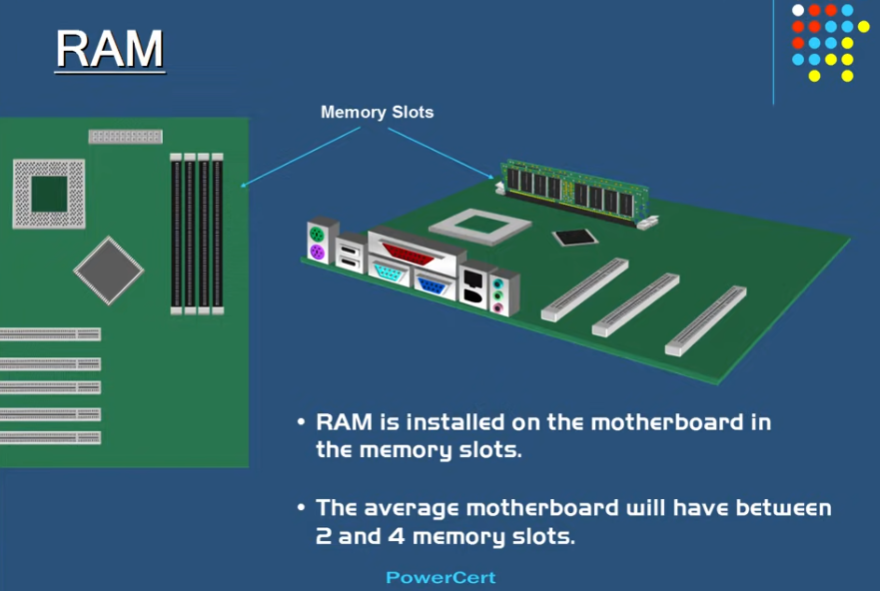 RAM
Memory Slots
• RAM is installed on the motherboard in
the memory slots.
• The average motherboard will have between
2 and 4 memory slots.
PowerCert